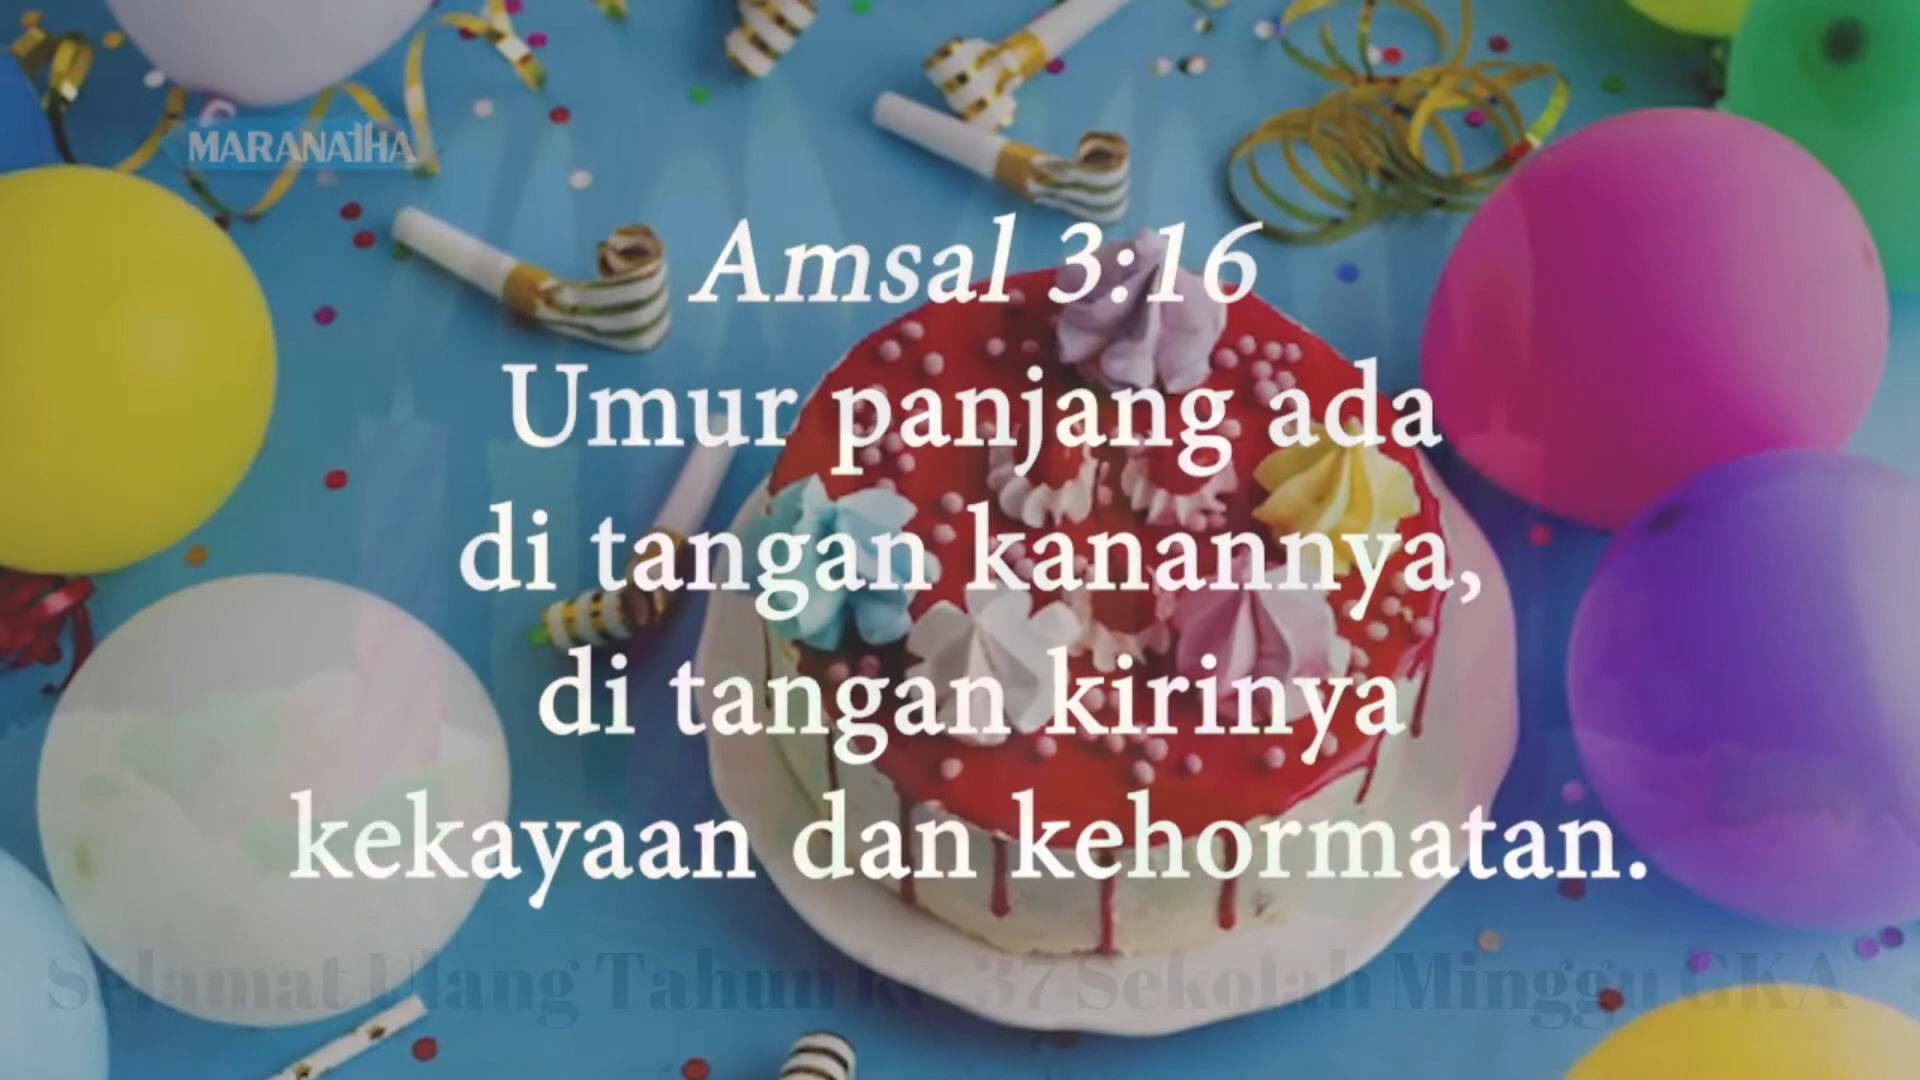 MARANATHA
Amsal 3:16
Umur panjang ada
di tangan kanannya,
di tangan kirinya
kekayaan dan kehormatan.
Selamat Ulang Tahun ke-37 Sekolah Minggu GKA